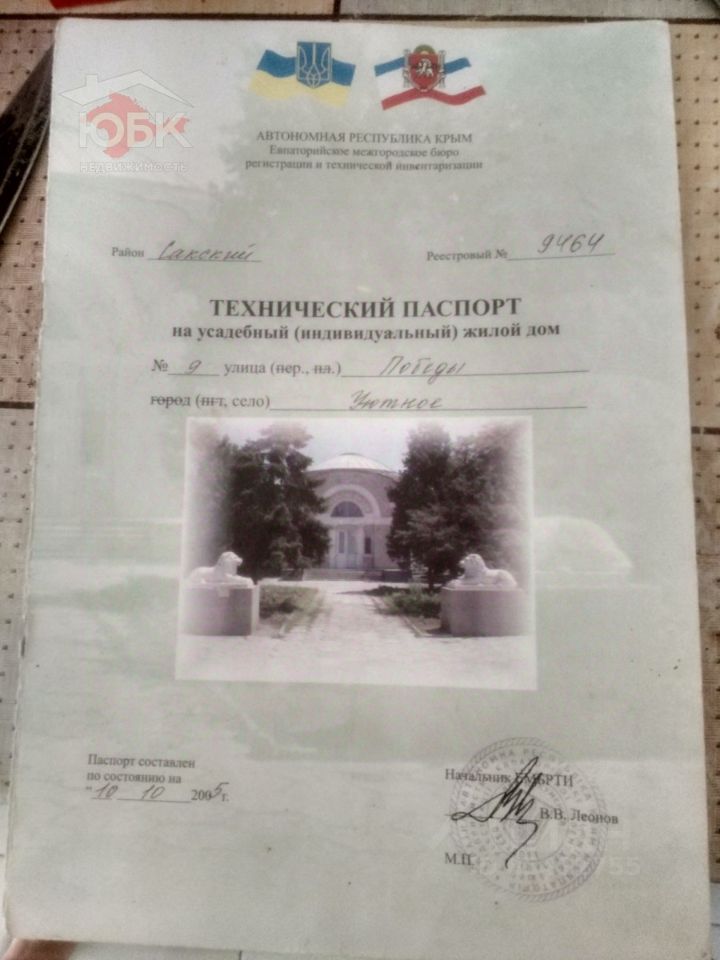 ЮБК
НЕДВИЖИМОСТЬ
АВТОНОМНАЯ РЕСПУБЛИКА КРЫМ
Евпаторийское межгородское бюро
регистрации и технической инвентаризации
Район Сакский
Реестровый № 9464
ТЕХНИЧЕСКИЙ ПАСПОРТ
на усадебный (индивидуальный) жилой дом
№ 9 улица (пер., пл.) Победы
город (пгт, село) Уютное
Паспорт составлен
по состоянию на
"10 10 2005 г.
Начальник ЕМБРТИ
В.В. Леонов
М.П.